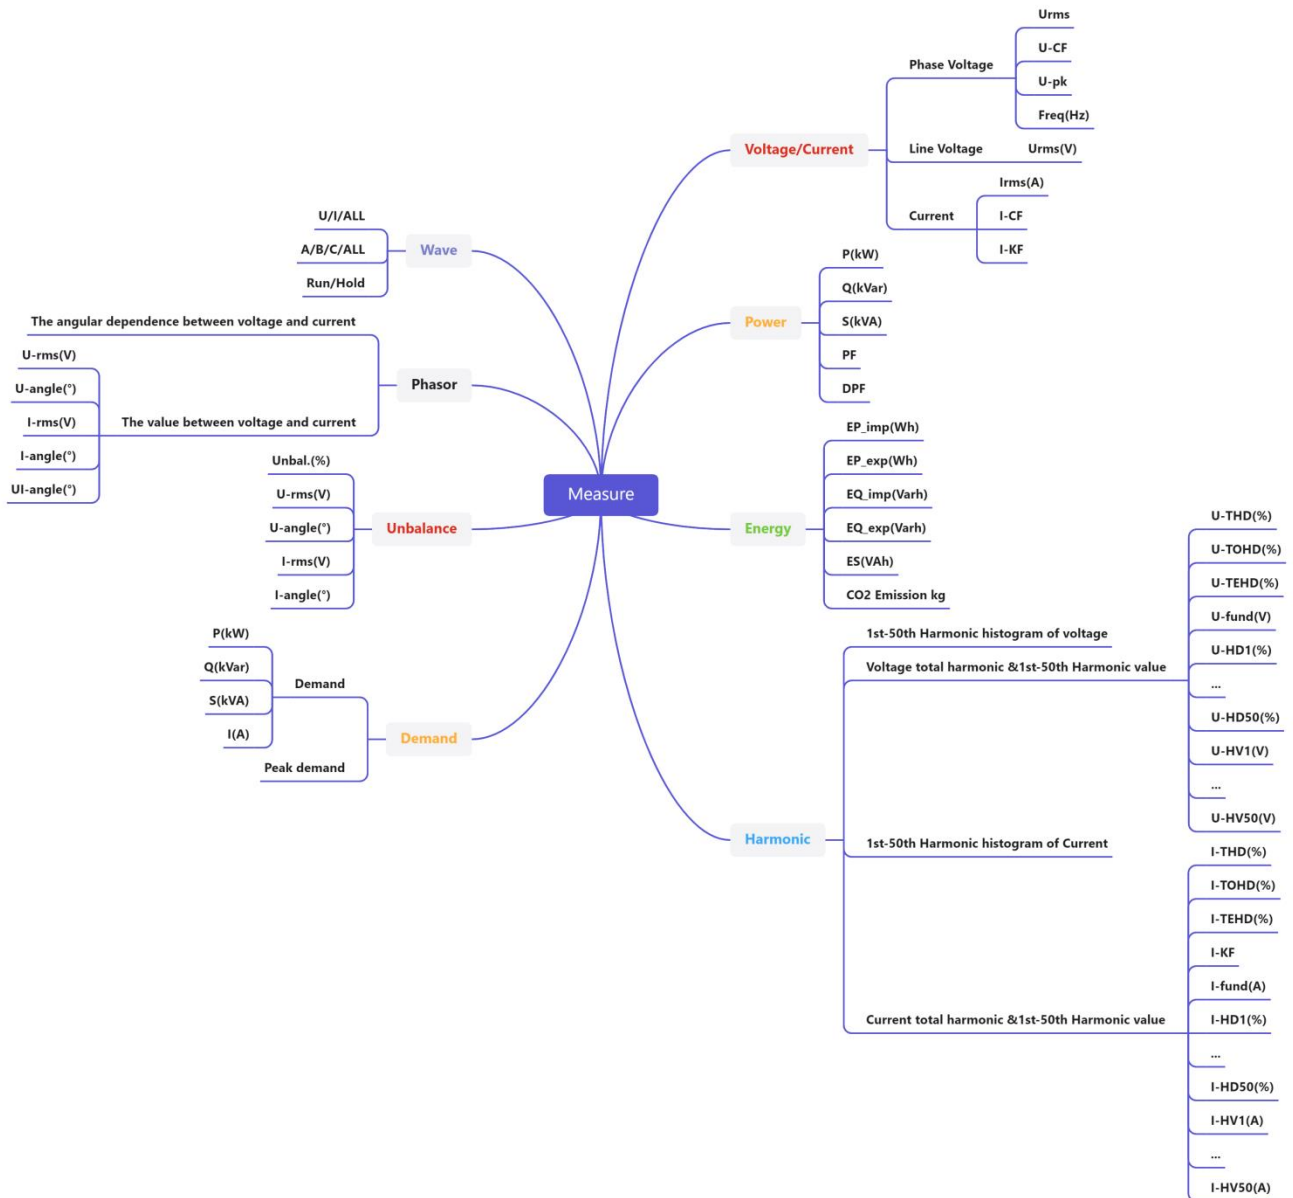 Measure
Voltage/Current
Phase Voltage
Urms
U-CF
U-pk
Freq(Hz)
Line Voltage
Urms(V)
Current
Irms(A)
I-CF
I-KF
Power
P(kW)
Q(kVar)
S(kVA)
PF
DPF
Energy
EP_imp(Wh)
EP_exp(Wh)
EQ_imp(Varh)
EQ_exp(Varh)
ES(VAh)
CO2 Emission kg
Harmonic
1st-50th Harmonic histogram of voltage
Voltage total harmonic &1st-50th Harmonic value
U-THD(%)
U-TOHD(%)
U-TEHD(%)
U-fund(V)
U-HD1(%)
...
U-HD50(%)
U-HV1(V)
...
U-HV50(V)
1st-50th Harmonic histogram of Current
Current total harmonic &1st-50th Harmonic value
I-THD(%)
I-TOHD(%)
I-TEHD(%)
I-KF
I-fund(A)
I-HD1(%)
...
I-HD50(%)
I-HV1(A)
...
I-HV50(A)
Wave
U/I/ALL
A/B/C/ALL
Run/Hold
Phasor
The angular dependence between voltage and current
The value between voltage and current
U-rms(V)
U-angle(°)
I-rms(V)
I-angle(°)
UI-angle(°)
Unbalance
Unbal.(%)
U-rms(V)
U-angle(°)
I-rms(V)
I-angle(°)
Demand
Demand
P(kW)
Q(kVar)
S(kVA)
I(A)
Peak demand